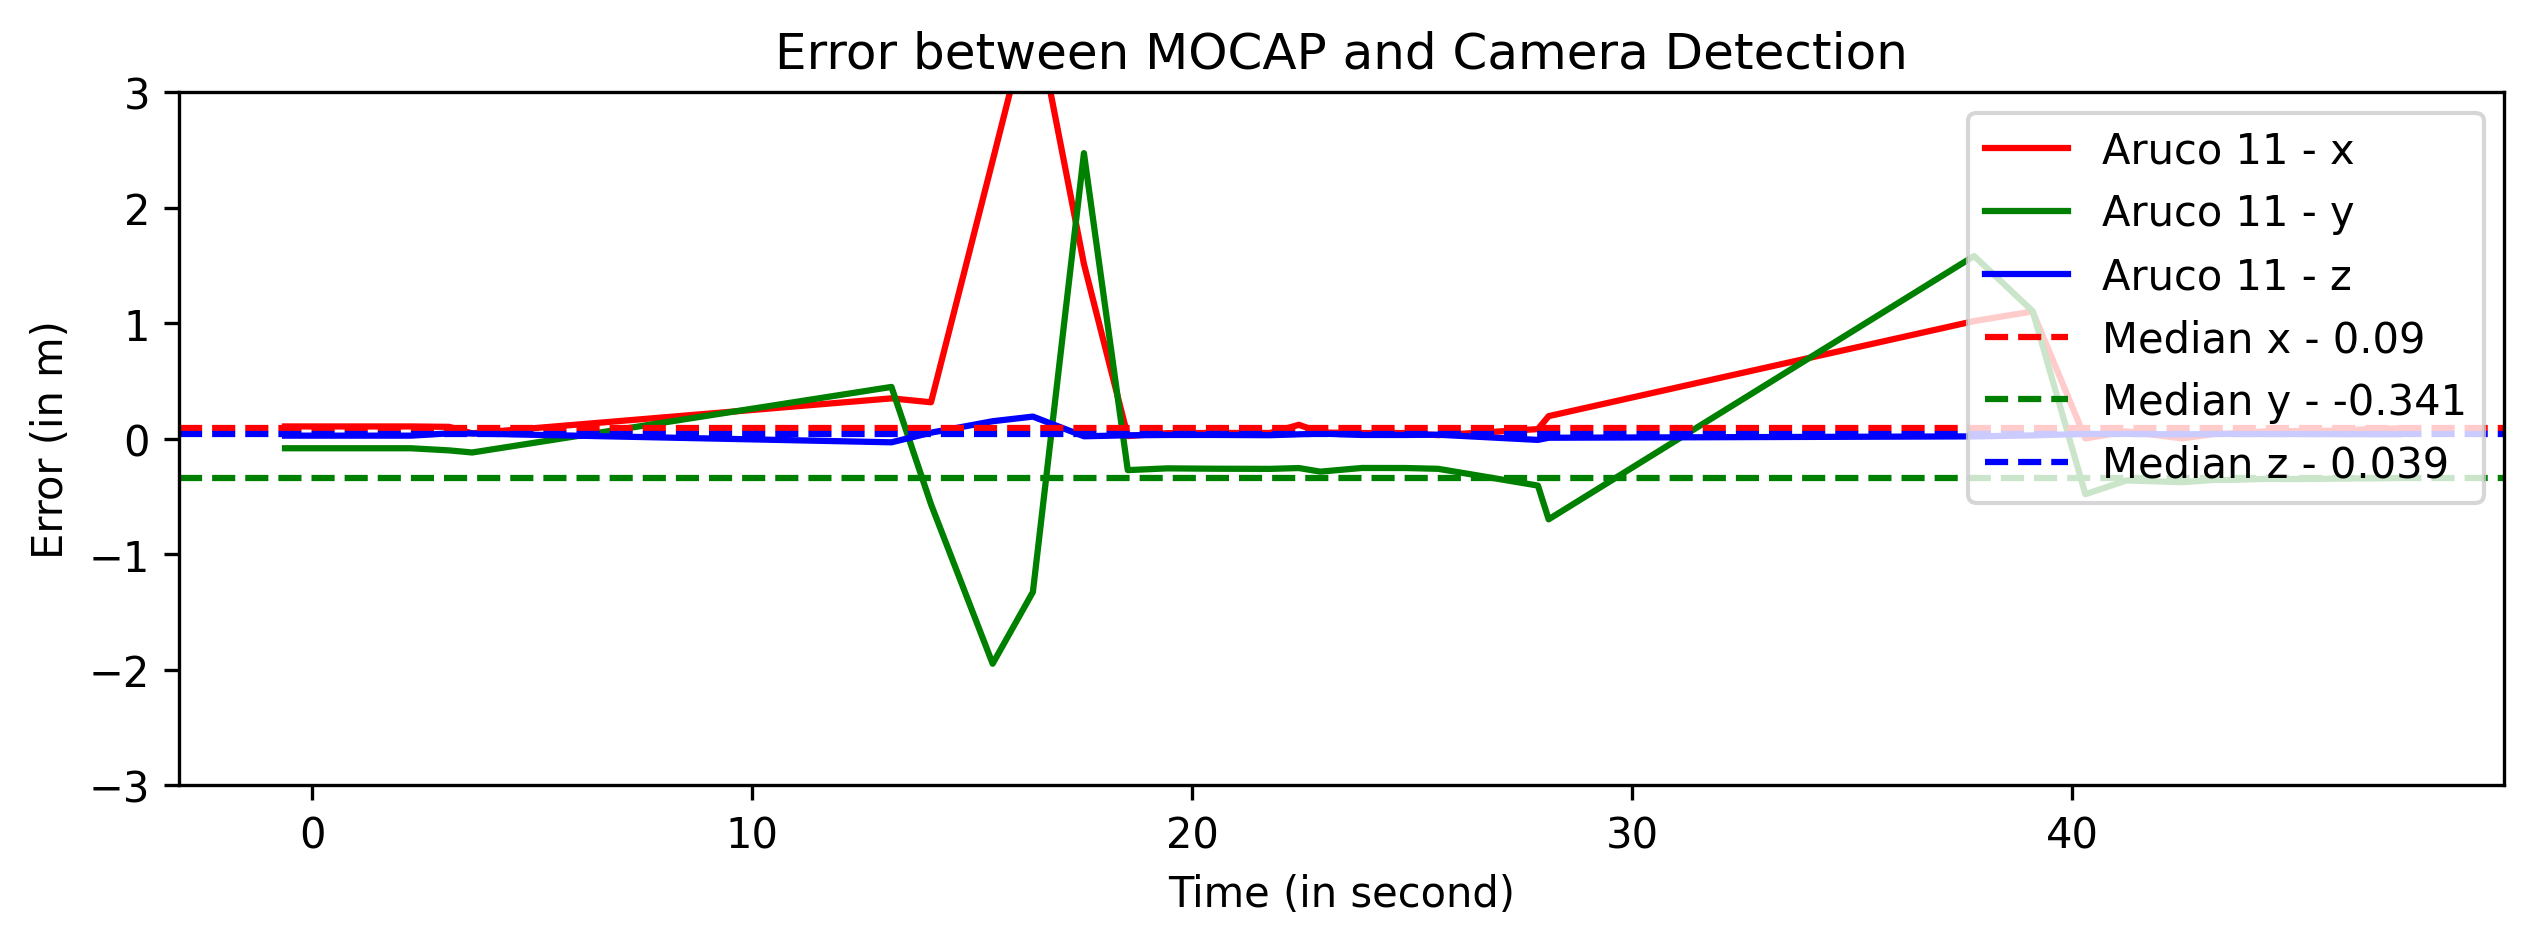 Error between MOCAP and Camera Detection
3
2
1
0
−1
−2
−3
Error (in m)
Aruco 11 - x
Aruco 11 - y
Aruco 11 - z
Median x - 0.09
Median y - -0.341
Median z - 0.039
0 10 20 30 40
Time (in second)